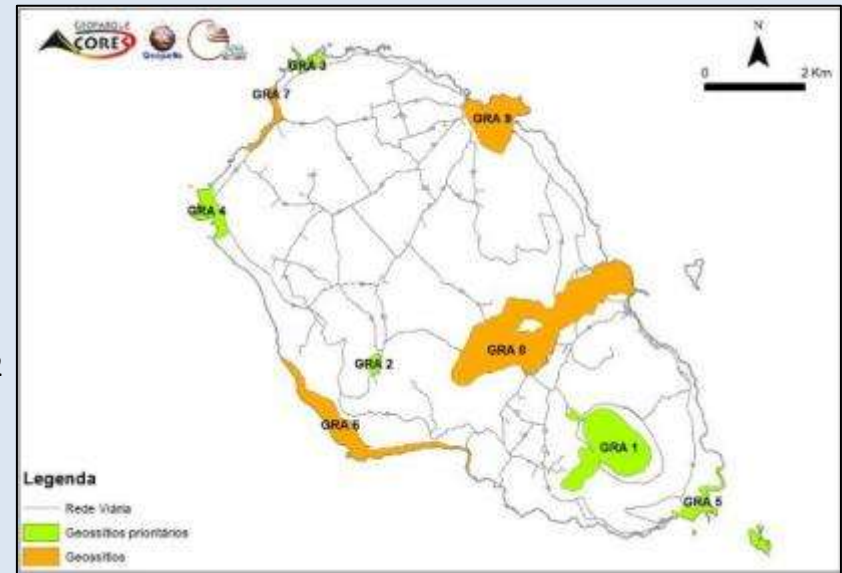 GEOPARQUE
AÇORES
N
0 2 Km
GRA 3
GRA 7
GRA 9
GRA 4
GRA 8
GRA 2
GRA 6
GRA 1
GRA 5
Legenda
Rede Viária
Geossítios prioritários
Geossítios